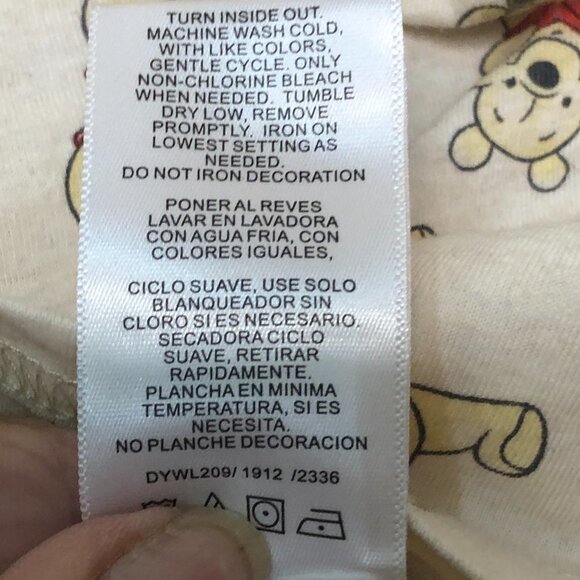 TURN INSIDE OUT.
MACHINE WASH COLD,
WITH LIKE COLORS,
GENTLE CYCLE. ONLY
NON-CHLORINE BLEACH
WHEN NEEDED. TUMBLE
DRY LOW, REMOVE
PROMPTLY. IRON ON
LOWEST SETTING AS
NEEDED.
DO NOT IRON DECORATION
PONER AL REVES
LAVAR EN LAVADORA
CON AGUA FRIA, CON
COLORES IGUALES,
CICLO SUAVE, USE SOLO
BLANQUEADOR SIN
CLORO SI ES NECESARIO.
SECADORA CICLO
SUAVE, RETIRAR
RAPIDAMENTE.
PLANCHA EN MINIMA
TEMPERATURA, SI ES
NECESITA.
NO PLANCHE DECORACION
DYWL209/ 1912 /2336